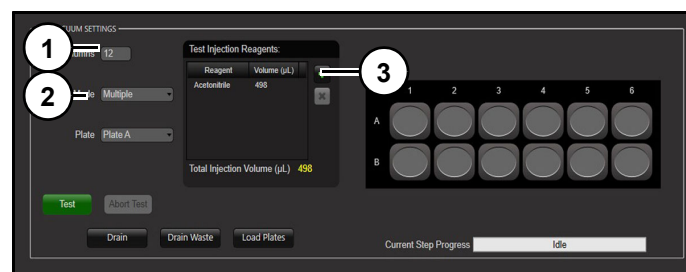 UUM SETTINGS
1
umns 12
Test Injection Reagents:
3
Reagent Volume (µL)
Acetonitrile 498
2
de Multiple
1 2 3 4 5 6
A
Plate Plate A
B
Total Injection Volume (µL) 498
Test Abort Test
Drain Drain Waste Load Plates
Current Step Progress Idle